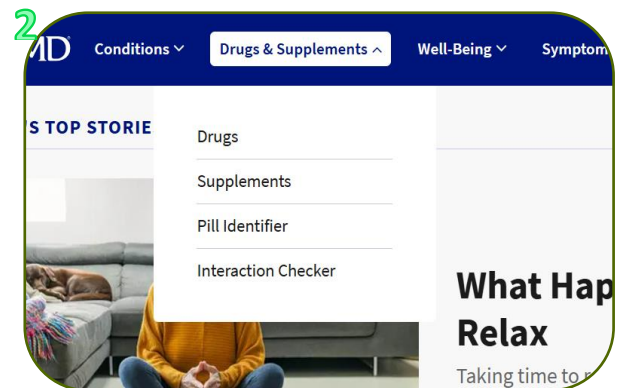 2
MD Conditions Drugs & Supplements Well-Being Symptom
'S TOP STORIE
Drugs
Supplements
Pill Identifier
Interaction Checker
What Hap
Relax
Taking time to r